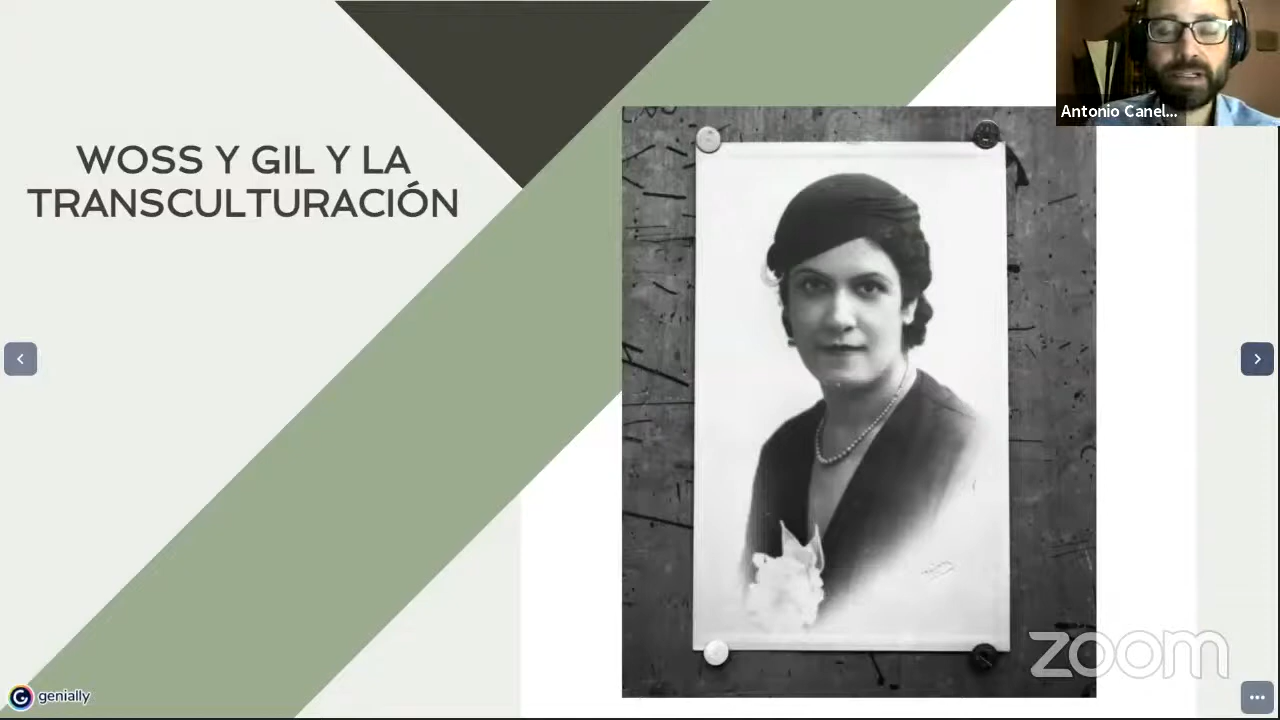 WOSS Y GIL Y LA
TRANSCULTURACIÓN
Antonio Canel...
zoom
genially